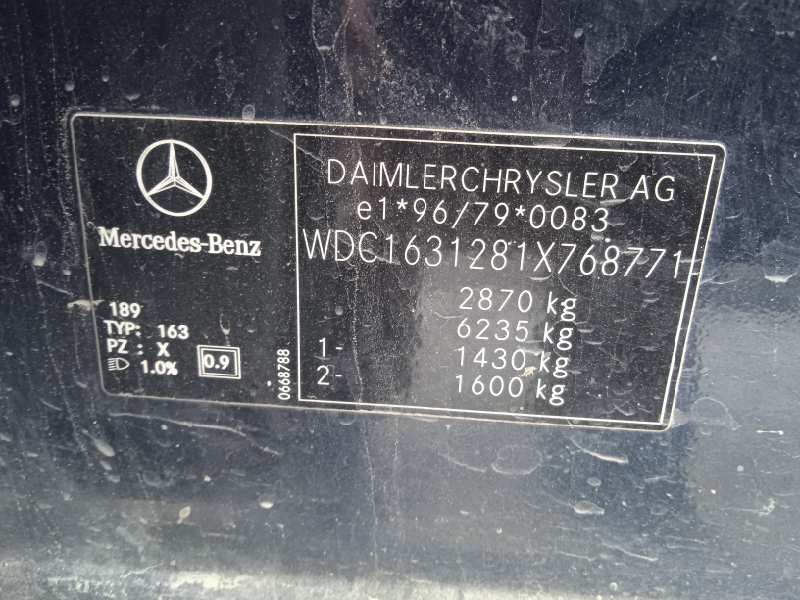 Mercedes-Benz
189
TYP: 163
PZ : X
1.0%
0.9
0668788
DAIMLERCHRYSLER AG
e1*96/79*0083
WDC1631281X768771
2870 kg
6235 kg
1- 1430 kg
2- 1600 kg